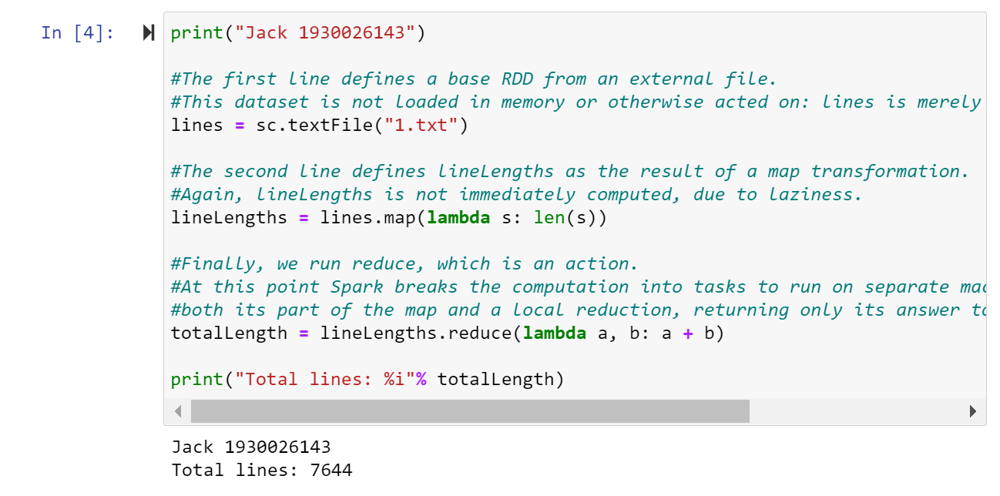 In [4]:
print("Jack 1930026143")
#The first line defines a base RDD from an external file.
#This dataset is not loaded in memory or otherwise acted on: lines is merely
lines = sc.textFile("1.txt")
#The second line defines lineLengths as the result of a map transformation.
#Again, lineLengths is not immediately computed, due to laziness.
lineLengths = lines.map(lambda s: len(s))
#Finally, we run reduce, which is an action.
#At this point Spark breaks the computation into tasks to run on separate
#both its part of the map and a local reduction, returning only its answer
totalLength = lineLengths.reduce(lambda a, b: a + b)
print("Total lines: %i"% totalLength)
Jack 1930026143
Total lines: 7644